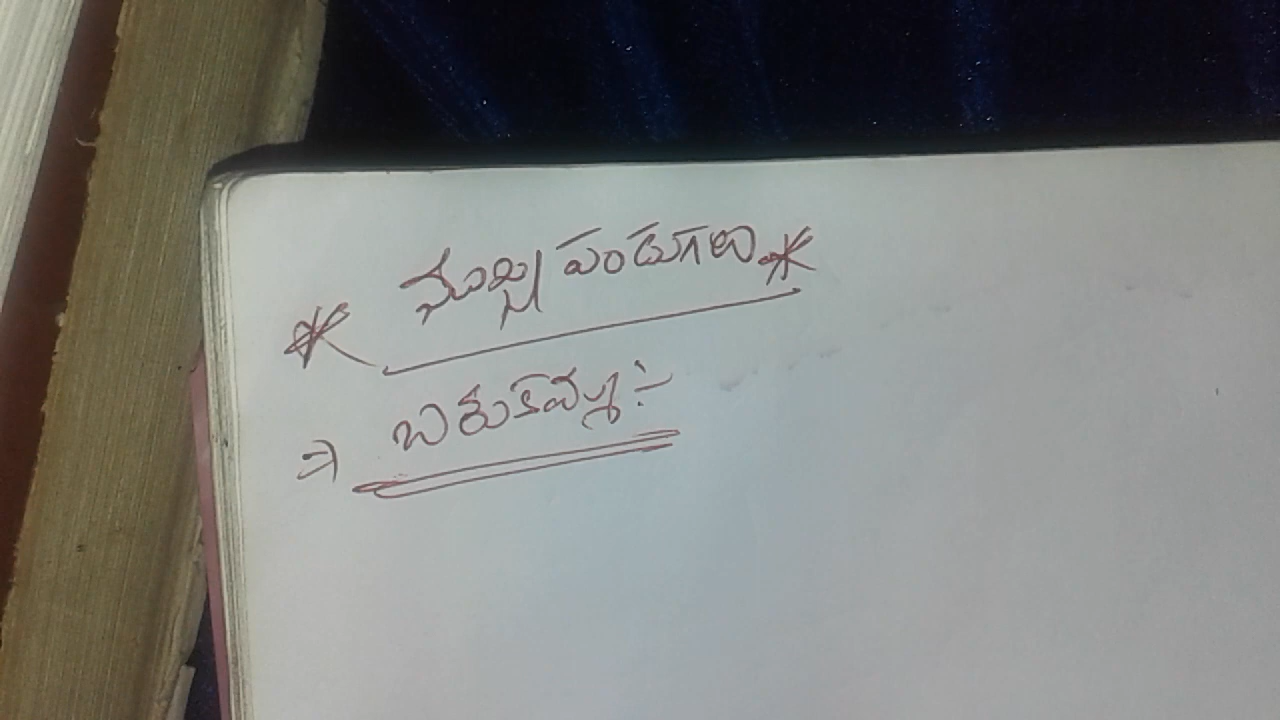 * ముస్లిం పండుగలు *
⇒ బతుకమ్మ :-